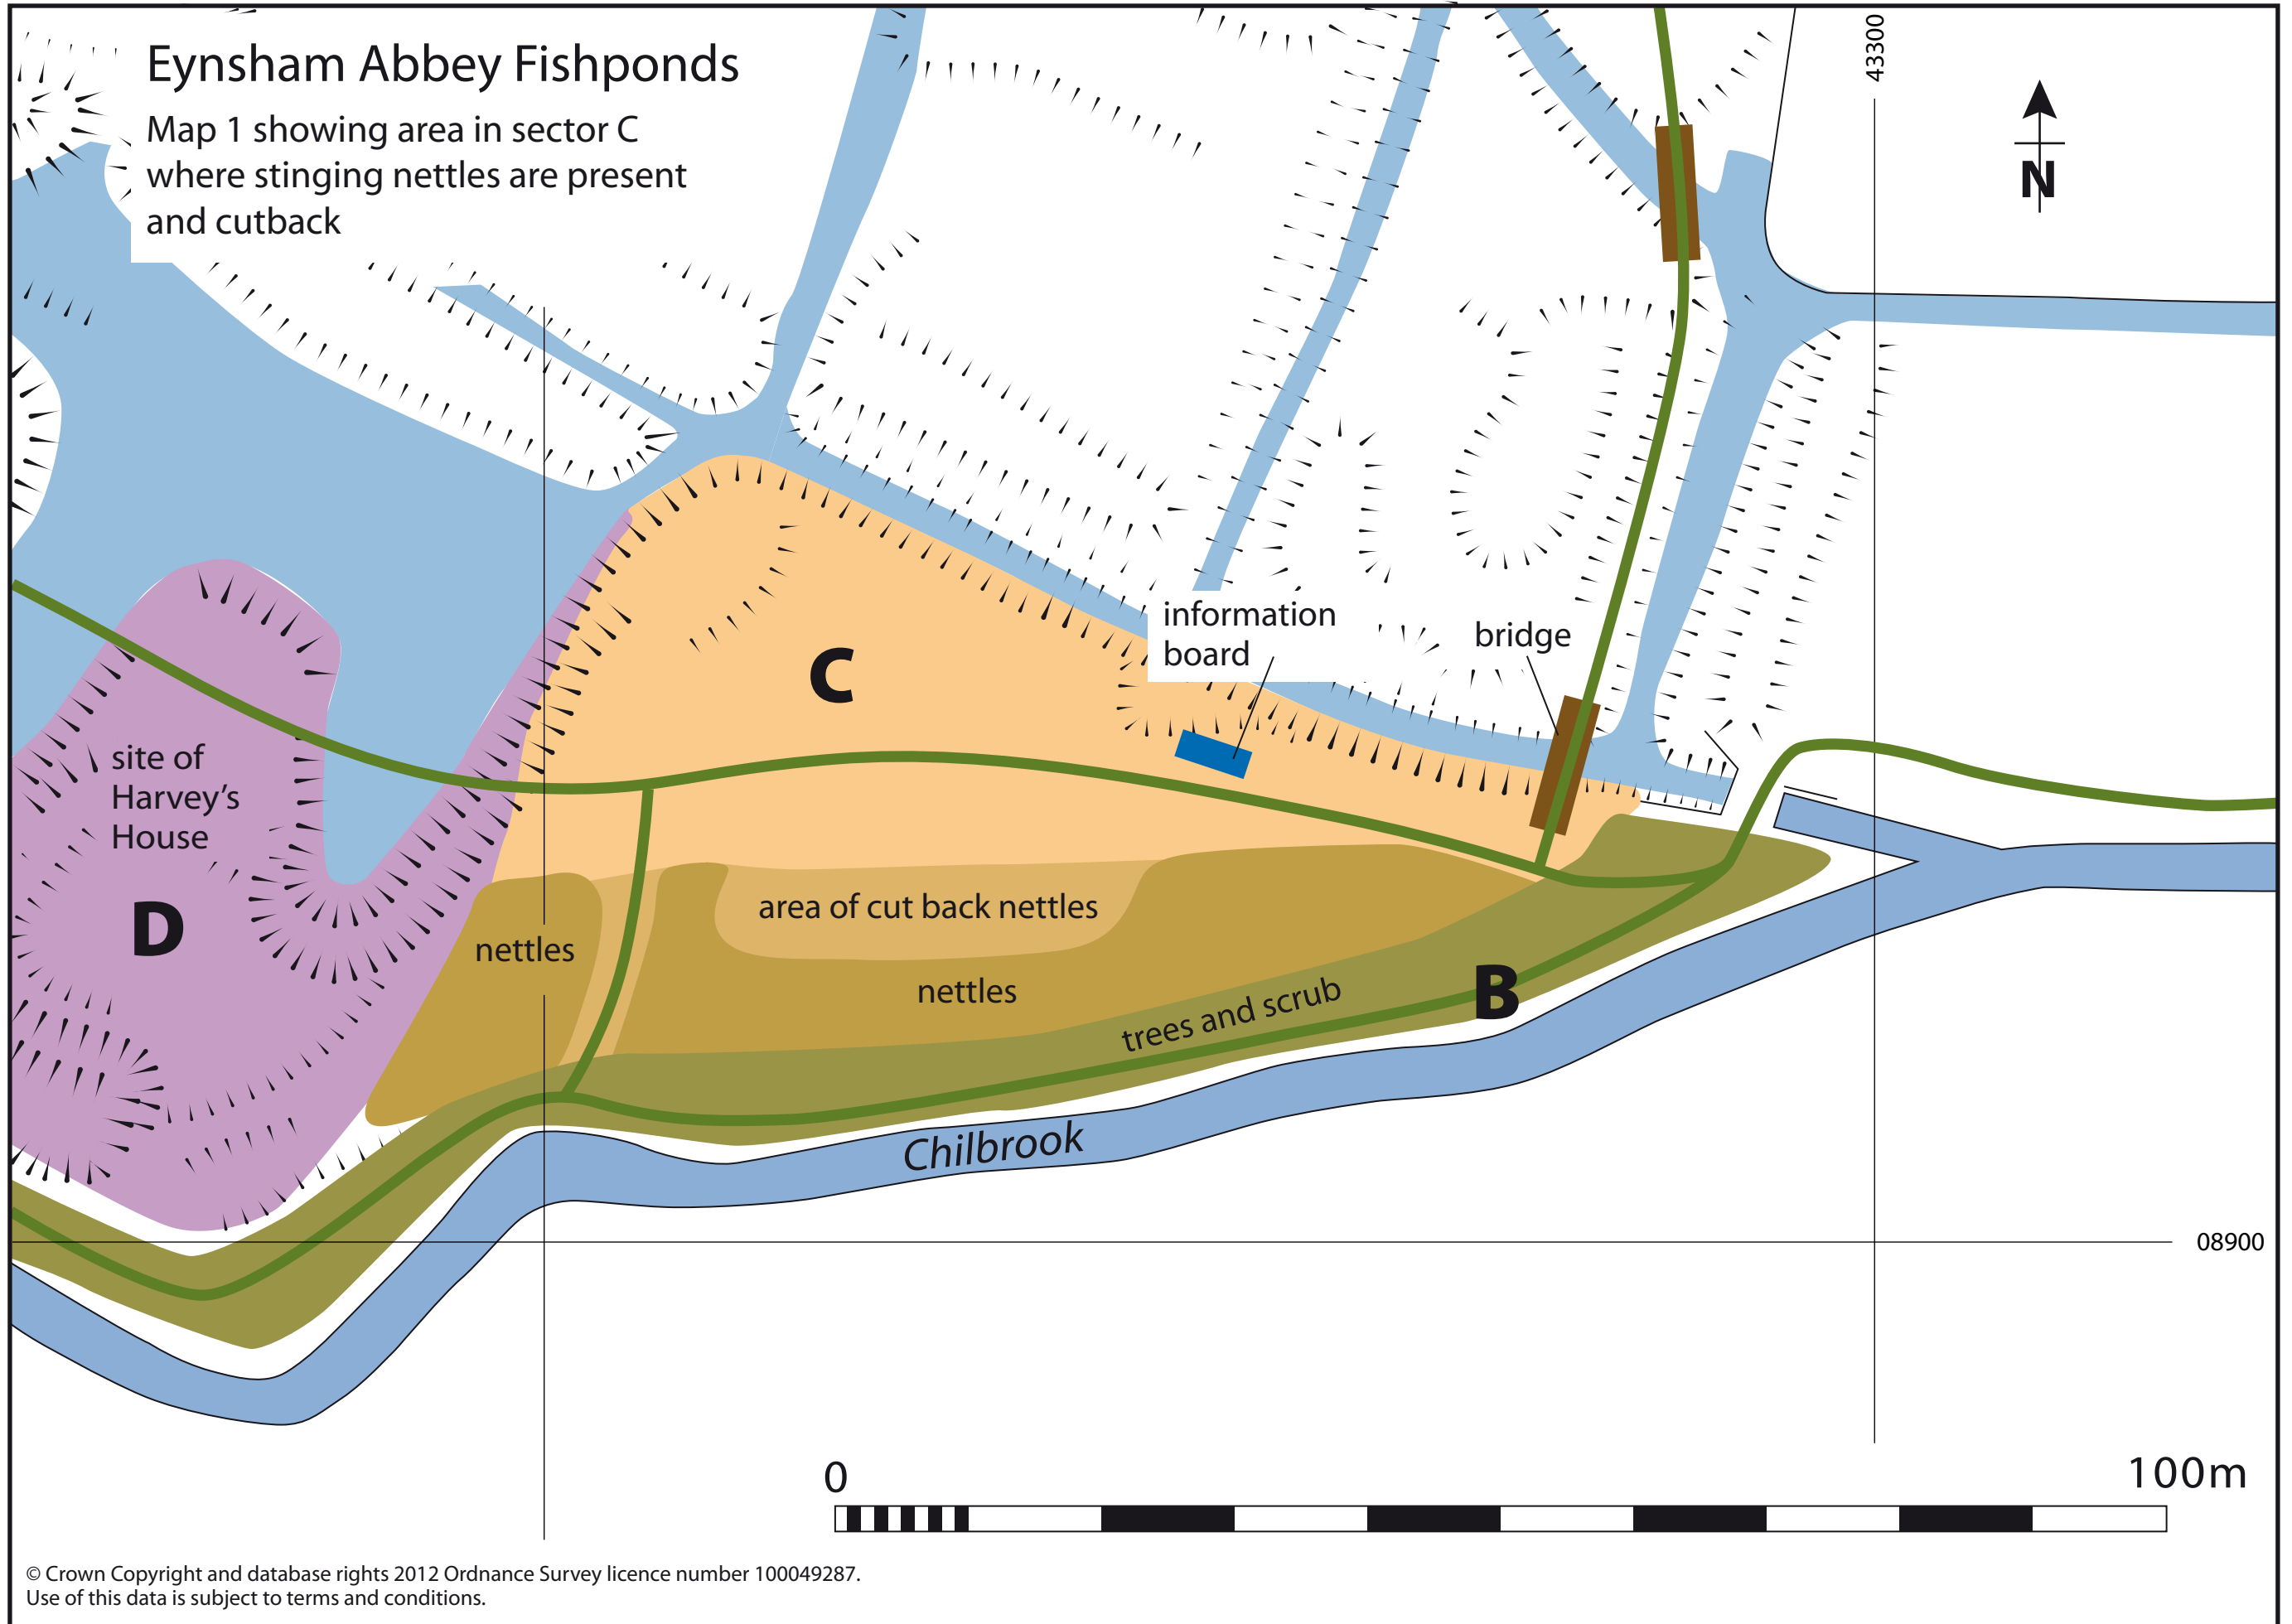 Eynsham Abbey Fishponds
Map 1 showing area in sector C
where stinging nettles are present
and cutback
43300
N
information
board
bridge
C
site of
Harvey’s
House
D
area of cut back nettles
nettles
nettles
B
trees and scrub
Chilbrook
08900
0
100m
© Crown Copyright and database rights 2012 Ordnance Survey licence number 100049287.
Use of this data is subject to terms and conditions.